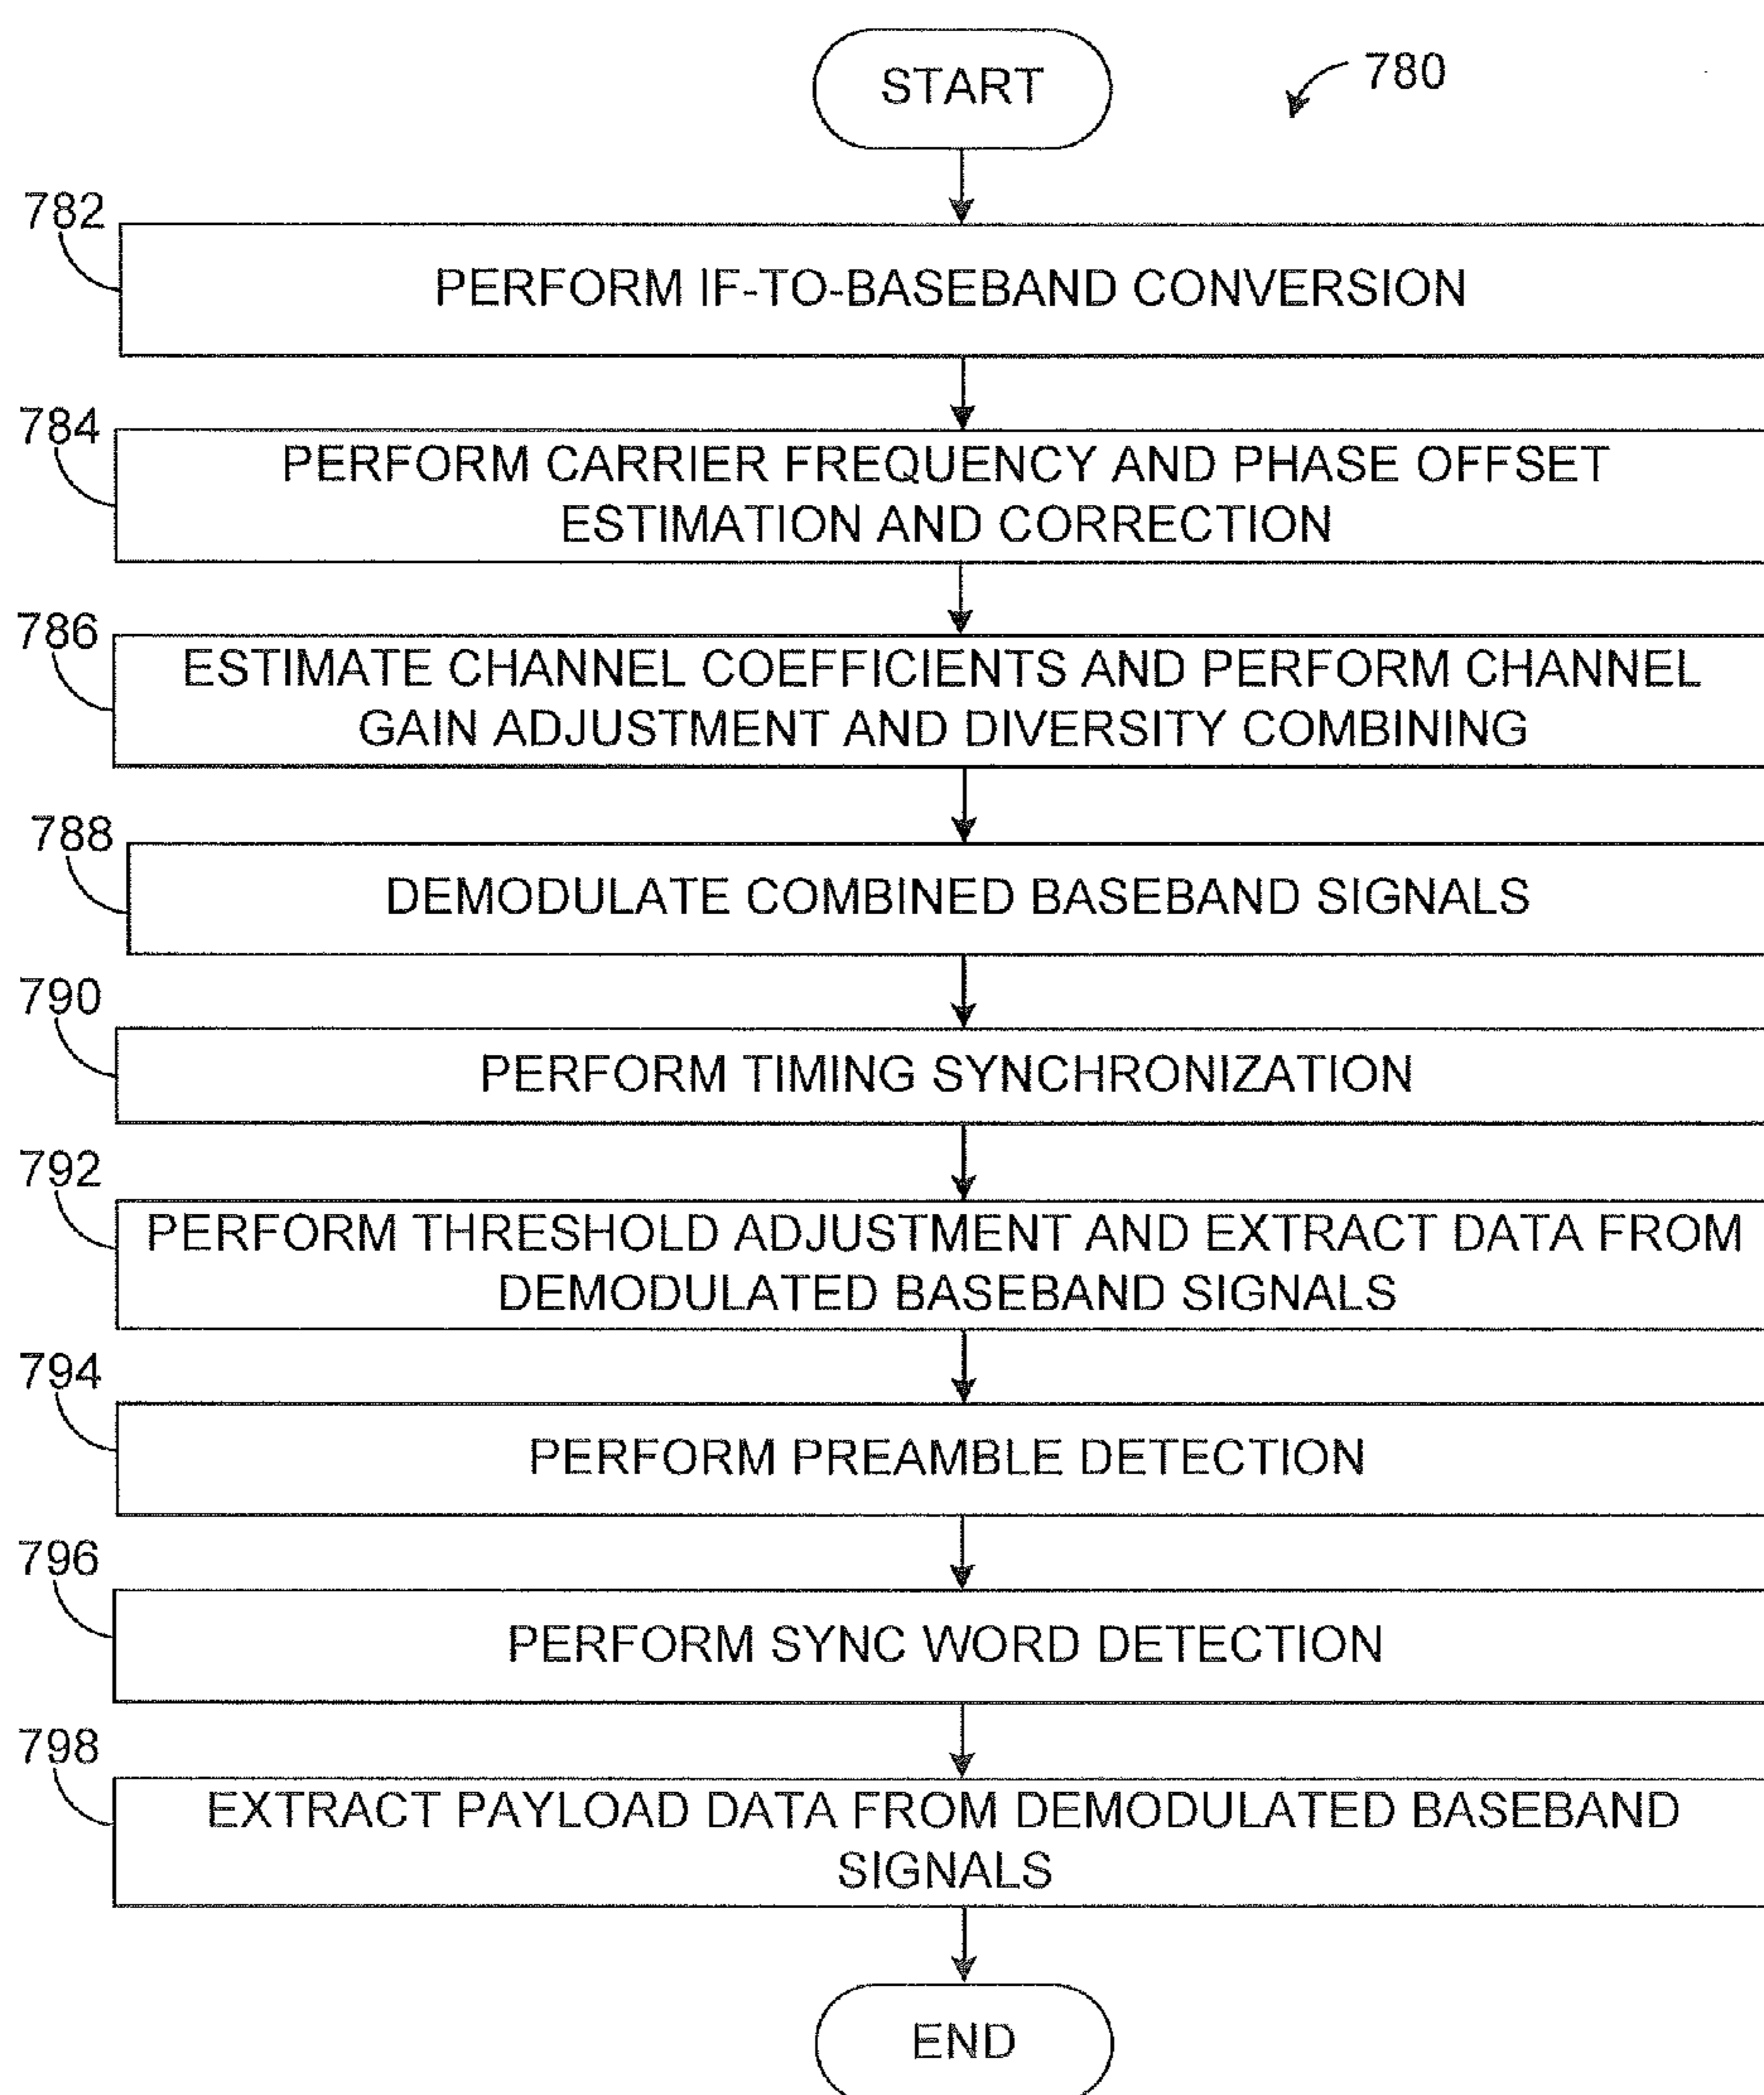 START
780
782
PERFORM IF-TO-BASEBAND CONVERSION
784
PERFORM CARRIER FREQUENCY AND PHASE OFFSET
ESTIMATION AND CORRECTION
786
ESTIMATE CHANNEL COEFFICIENTS AND PERFORM CHANNEL
GAIN ADJUSTMENT AND DIVERSITY COMBINING
788
DEMODULATE COMBINED BASEBAND SIGNALS
790
PERFORM TIMING SYNCHRONIZATION
792
PERFORM THRESHOLD ADJUSTMENT AND EXTRACT DATA FROM
DEMODULATED BASEBAND SIGNALS
794
PERFORM PREAMBLE DETECTION
796
PERFORM SYNC WORD DETECTION
798
EXTRACT PAYLOAD DATA FROM DEMODULATED BASEBAND
SIGNALS
END